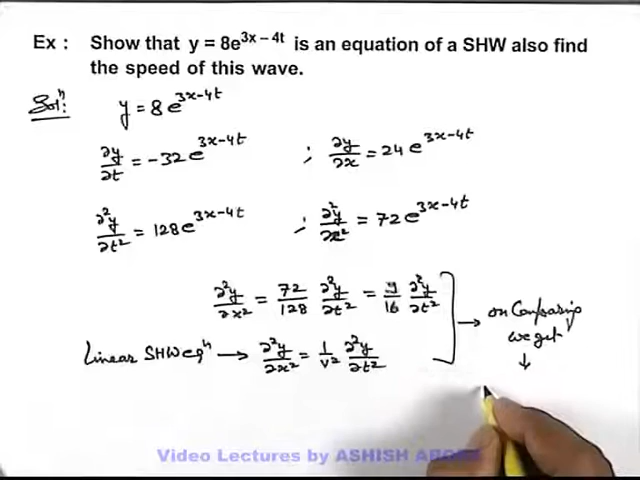 Ex : Show that y = 8e^{3x – 4t} is an equation of a SHW also find
the speed of this wave.
Solⁿ: y = 8 e^{3x-4t}
∂y/∂t = -32 e^{3x-4t} ; ∂y/∂x = 24 e^{3x-4t}
∂²y/∂t² = 128 e^{3x-4t} ; ∂²y/∂x² = 72 e^{3x-4t}
∂²y/∂x² = 72/128 ∂²y/∂t² = 9/16 ∂²y/∂t²
Linear SHW eqⁿ → ∂²y/∂x² = 1/v² ∂²y/∂t²
→ on Comparing
we get
↓
Video Lectures by ASHISH